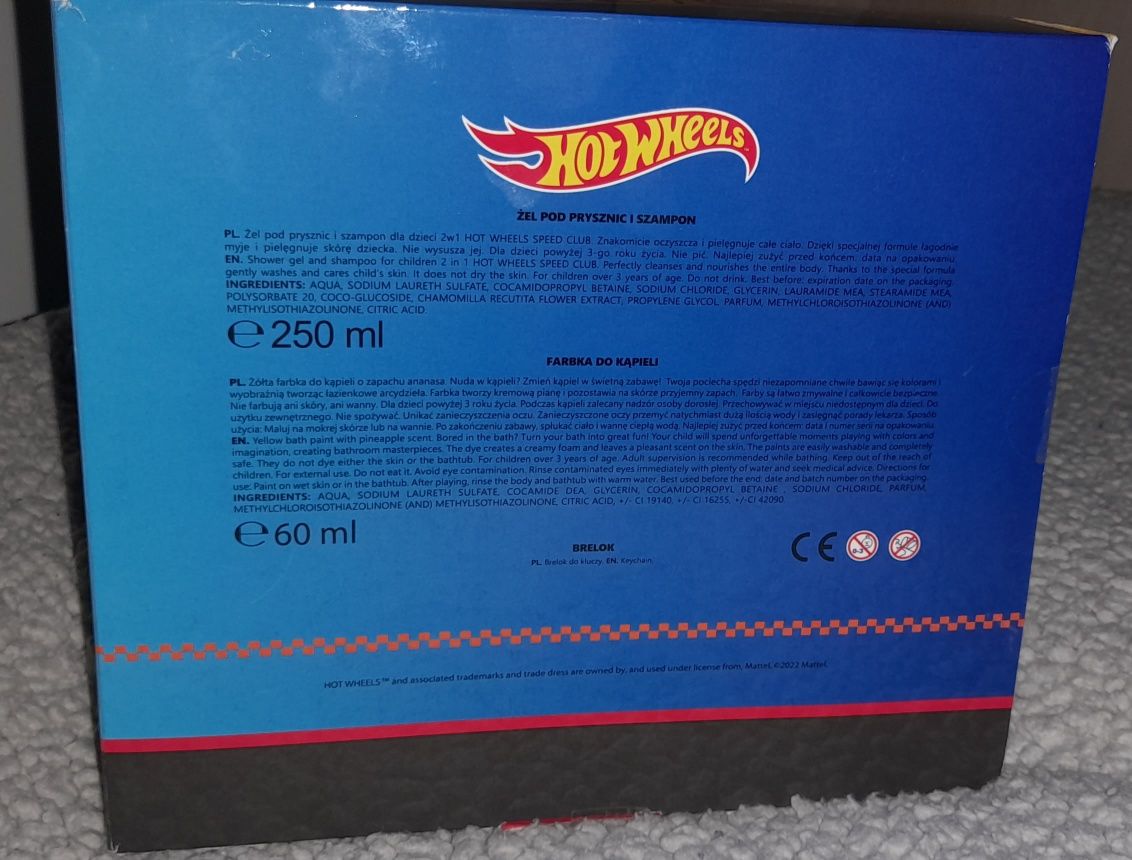 HOT WHEELS™
ŻEL POD PRYSZNIC I SZAMPON
PL. Żel pod prysznic i szampon dla dzieci 2w1 HOT WHEELS SPEED CLUB. Znakomicie oczyszcza i pielęgnuje całe ciało. Dzięki specjalnej formule łagodnie
myje i pielęgnuje skórę dziecka. Nie wysusza jej. Dla dzieci powyżej 3-go roku życia. Nie pić. Najlepiej zużyć przed końcem: data na opakowaniu.
EN. Shower gel and shampoo for children 2 in 1 HOT WHEELS SPEED CLUB. Perfectly cleanses and nourishes the entire body. Thanks to the special formula
gently washes and cares child's skin. It does not dry the skin. For children over 3 years of age. Do not drink. Best before: expiration date on the packaging.
INGREDIENTS: AQUA, SODIUM LAURETH SULFATE, COCAMIDOPROPYL BETAINE, SODIUM CHLORIDE, GLYCERIN, LAURAMIDE MEA, STEARAMIDE MEA,
POLYSORBATE 20, COCO-GLUCOSIDE, CHAMOMILLA RECUTITA FLOWER EXTRACT, PROPYLENE GLYCOL, PARFUM, METHYLCHLOROISOTHIAZOLINONE (AND)
METHYLISOTHIAZOLINONE, CITRIC ACID.
℮ 250 ml
FARBKA DO KĄPIELI
PL. Żółta farbka do kąpieli o zapachu ananasa. Nuda w kąpieli? Zmień kąpiel w świetną zabawę! Twoja pociecha spędzi niezapomniane chwile bawiąc się kolorami i
wyobraźnią tworząc łazienkowe arcydzieła. Farbka tworzy kremową pianę i pozostawia na skórze przyjemny zapach. Farby są łatwo zmywalne i całkowicie bezpieczne.
Nie farbują ani skóry, ani wanny. Dla dzieci powyżej 3 roku życia. Podczas kąpieli zalecany nadzór osoby dorosłej. Przechowywać w miejscu niedostępnym dla dzieci. Do
użytku zewnętrznego. Nie spożywać. Unikać zanieczyszczenia oczu. Zanieczyszczone oczy przemyć natychmiast dużą ilością wody i zasięgnąć porady lekarza. Sposób
użycia: Maluj na mokrej skórze lub na wannie. Po zakończeniu zabawy, spłukać ciało i wannę ciepłą wodą. Najlepiej zużyć przed końcem: data i numer serii na opakowaniu.
EN. Yellow bath paint with pineapple scent. Bored in the bath? Turn your bath into great fun! Your child will spend unforgettable moments playing with colors and
imagination, creating bathroom masterpieces. The dye creates a creamy foam and leaves a pleasant scent on the skin. The paints are easily washable and completely
safe. They do not dye either the skin or the bathtub. For children over 3 years of age. Adult supervision is recommended while bathing. Keep out of the reach of
children. For external use. Do not eat it. Avoid eye contamination. Rinse contaminated eyes immediately with plenty of water and seek medical advice. Directions for
use: Paint on wet skin or in the bathtub. After playing, rinse the body and bathtub with warm water. Best used before the end: date and batch number on the packaging.
INGREDIENTS: AQUA, SODIUM LAURETH SULFATE, COCAMIDE DEA, GLYCERIN, COCAMIDOPROPYL BETAINE , SODIUM CHLORIDE, PARFUM,
METHYLCHLOROISOTHIAZOLINONE (AND) METHYLISOTHIAZOLINONE, CITRIC ACID, +/- CI 19140, +/- CI 16255, +/-CI 42090
℮ 60 ml
BRELOK
PL. Brelok do kluczy. EN. Keychain.
CE
0-3
HOT WHEELS™ and associated trademarks and trade dress are owned by, and used under license from, Mattel. ©2022 Mattel.